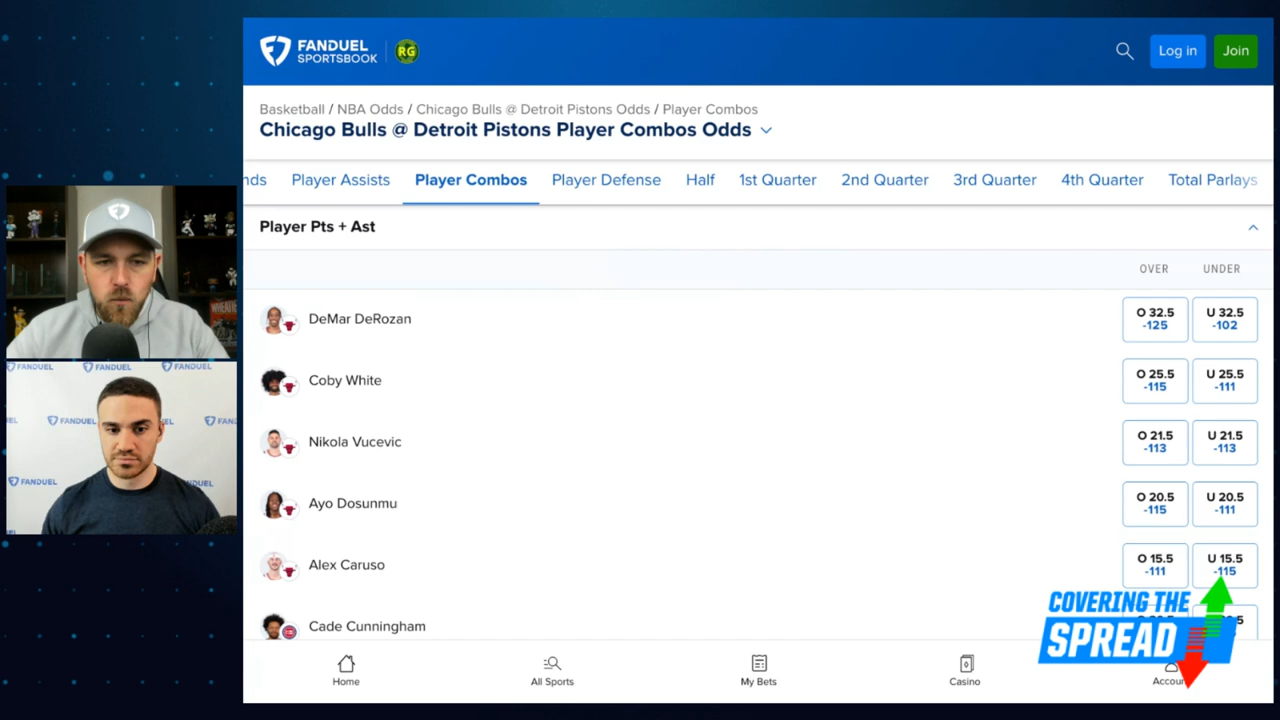 FANDUEL
SPORTSBOOK
RG
Log in
Join
Basketball / NBA Odds / Chicago Bulls @ Detroit Pistons Odds / Player Combos
Chicago Bulls @ Detroit Pistons Player Combos Odds
nds Player Assists Player Combos Player Defense Half 1st Quarter 2nd Quarter 3rd Quarter 4th Quarter Total Parlays
Player Pts + Ast
OVER UNDER
DeMar DeRozan
O 32.5 U 32.5
-125 -102
Coby White
O 25.5 U 25.5
-115 -111
Nikola Vucevic
O 21.5 U 21.5
-113 -113
Ayo Dosunmu
O 20.5 U 20.5
-115 -111
Alex Caruso
O 15.5 U 15.5
-111 -115
Cade Cunningham
Home
All Sports
My Bets
Casino
Accou
COVERING THE
SPREAD
FANDUEL FANDUEL FANDUEL
FANDUEL
FANDUEL